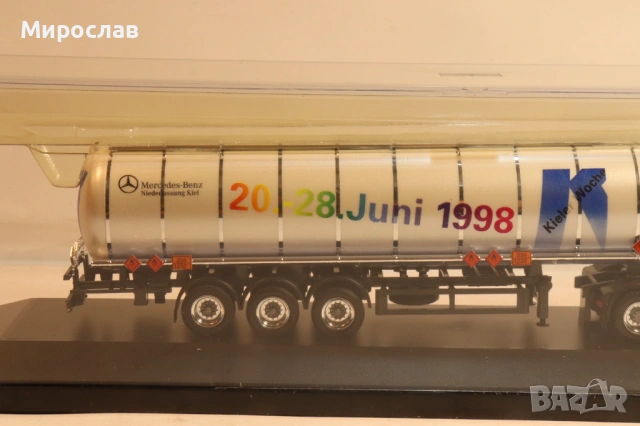 Мирослав
Mercedes-Benz
Niederlassung Kiel
20.-28.Juni 1998
Kieler Woche
BAZAR